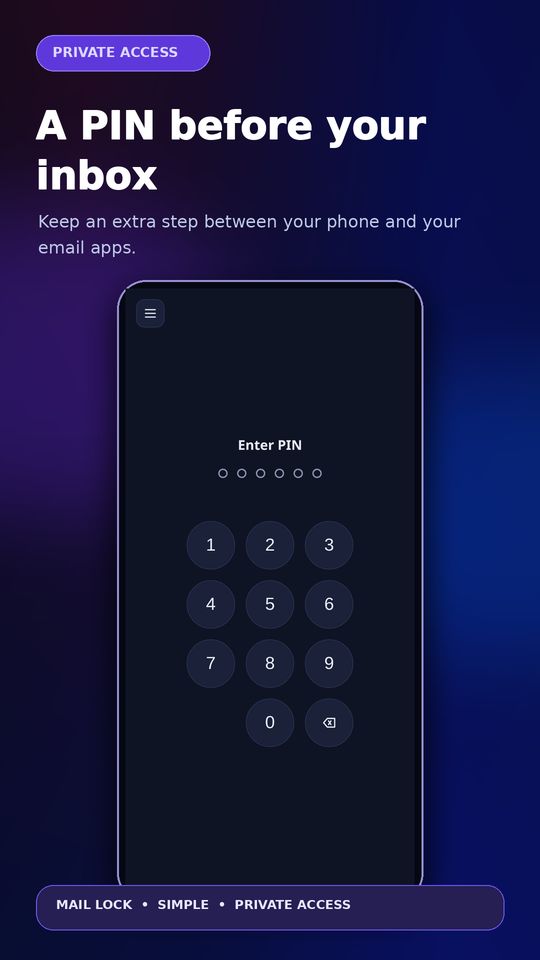 PRIVATE ACCESS
A PIN before your
inbox
Keep an extra step between your phone and your
email apps.
Enter PIN
1 2 3
4 5 6
7 8 9
0
MAIL LOCK • SIMPLE • PRIVATE ACCESS